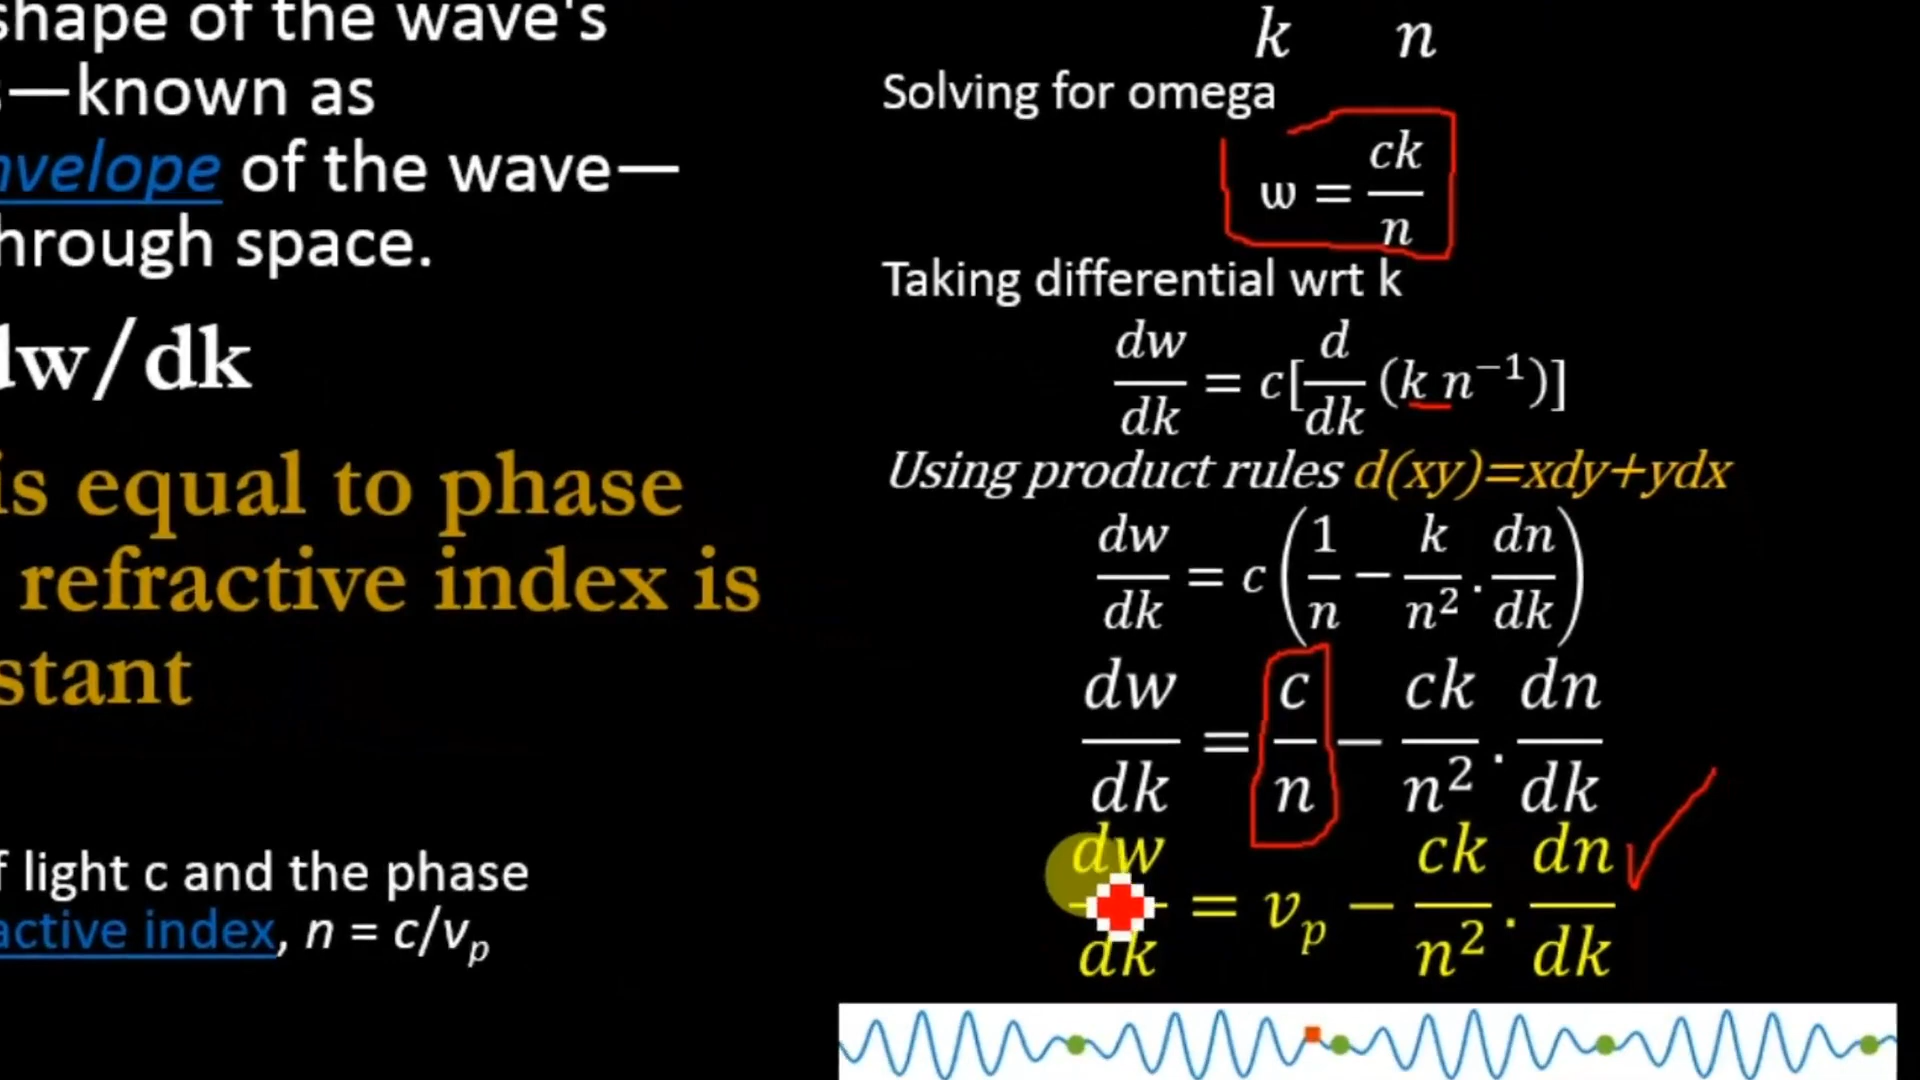 shape of the wave's
—known as
nvelope of the wave—
hrough space.
dw/dk
is equal to phase
refractive index is
stant
f light c and the phase
active index, n = c/vₚ
k n
Solving for omega
ω = ck/n
Taking differential wrt k
dw/dk = c[d/dk (k n⁻¹)]
Using product rules d(xy)=xdy+ydx
dw/dk = c(1/n − k/n² . dn/dk)
dw/dk = c/n − ck/n² . dn/dk
dw/dk = vₚ − ck/n² . dn/dk